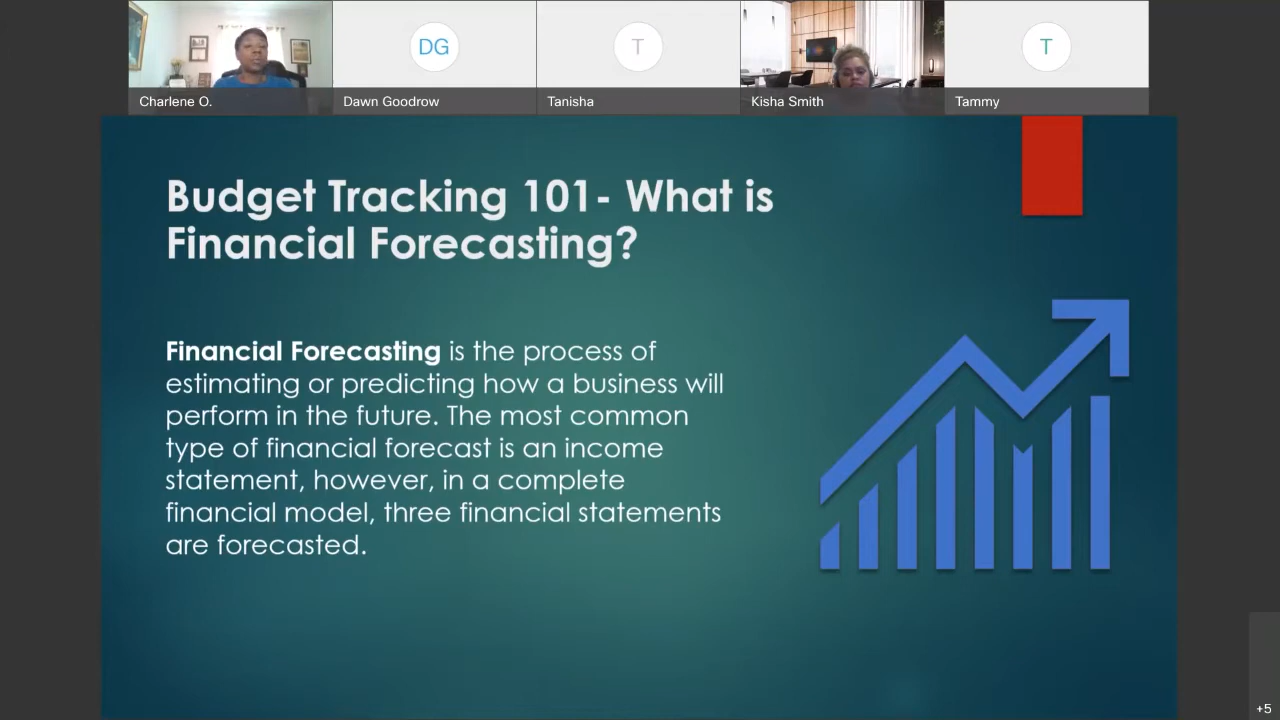 DG
T
T
Charlene O.
Dawn Goodrow
Tanisha
Kisha Smith
Tammy
Budget Tracking 101- What is
Financial Forecasting?
Financial Forecasting is the process of
estimating or predicting how a business will
perform in the future. The most common
type of financial forecast is an income
statement, however, in a complete
financial model, three financial statements
are forecasted.
+5